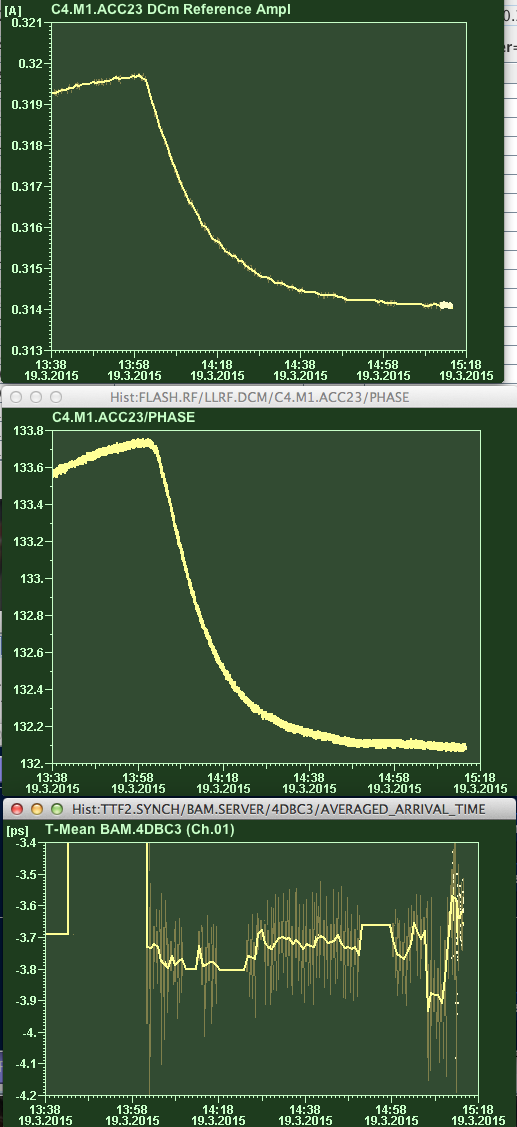 [A] C4.M1.ACC23 DCm Reference Ampl
0.321
0.32
0.319
0.318
0.317
0.316
0.315
0.314
0.313
13:38 13:58 14:18 14:38 14:58 15:18
19.3.2015 19.3.2015 19.3.2015 19.3.2015 19.3.2015 19.3.2015
Hist:FLASH.RF/LLRF.DCM/C4.M1.ACC23/PHASE
C4.M1.ACC23/PHASE
133.8
133.6
133.4
133.2
133.
132.8
132.6
132.4
132.2
132.
13:38 13:58 14:18 14:38 14:58 15:18
19.3.2015 19.3.2015 19.3.2015 19.3.2015 19.3.2015 19.3.2015
Hist:TTF2.SYNCH/BAM.SERVER/4DBC3/AVERAGED_ARRIVAL_TIME
[ps] T-Mean BAM.4DBC3 (Ch.01)
-3.4
-3.5
-3.6
-3.7
-3.8
-3.9
-4.
-4.1
-4.2
13:38 13:58 14:18 14:38 14:58 15:18
19.3.2015 19.3.2015 19.3.2015 19.3.2015 19.3.2015 19.3.2015